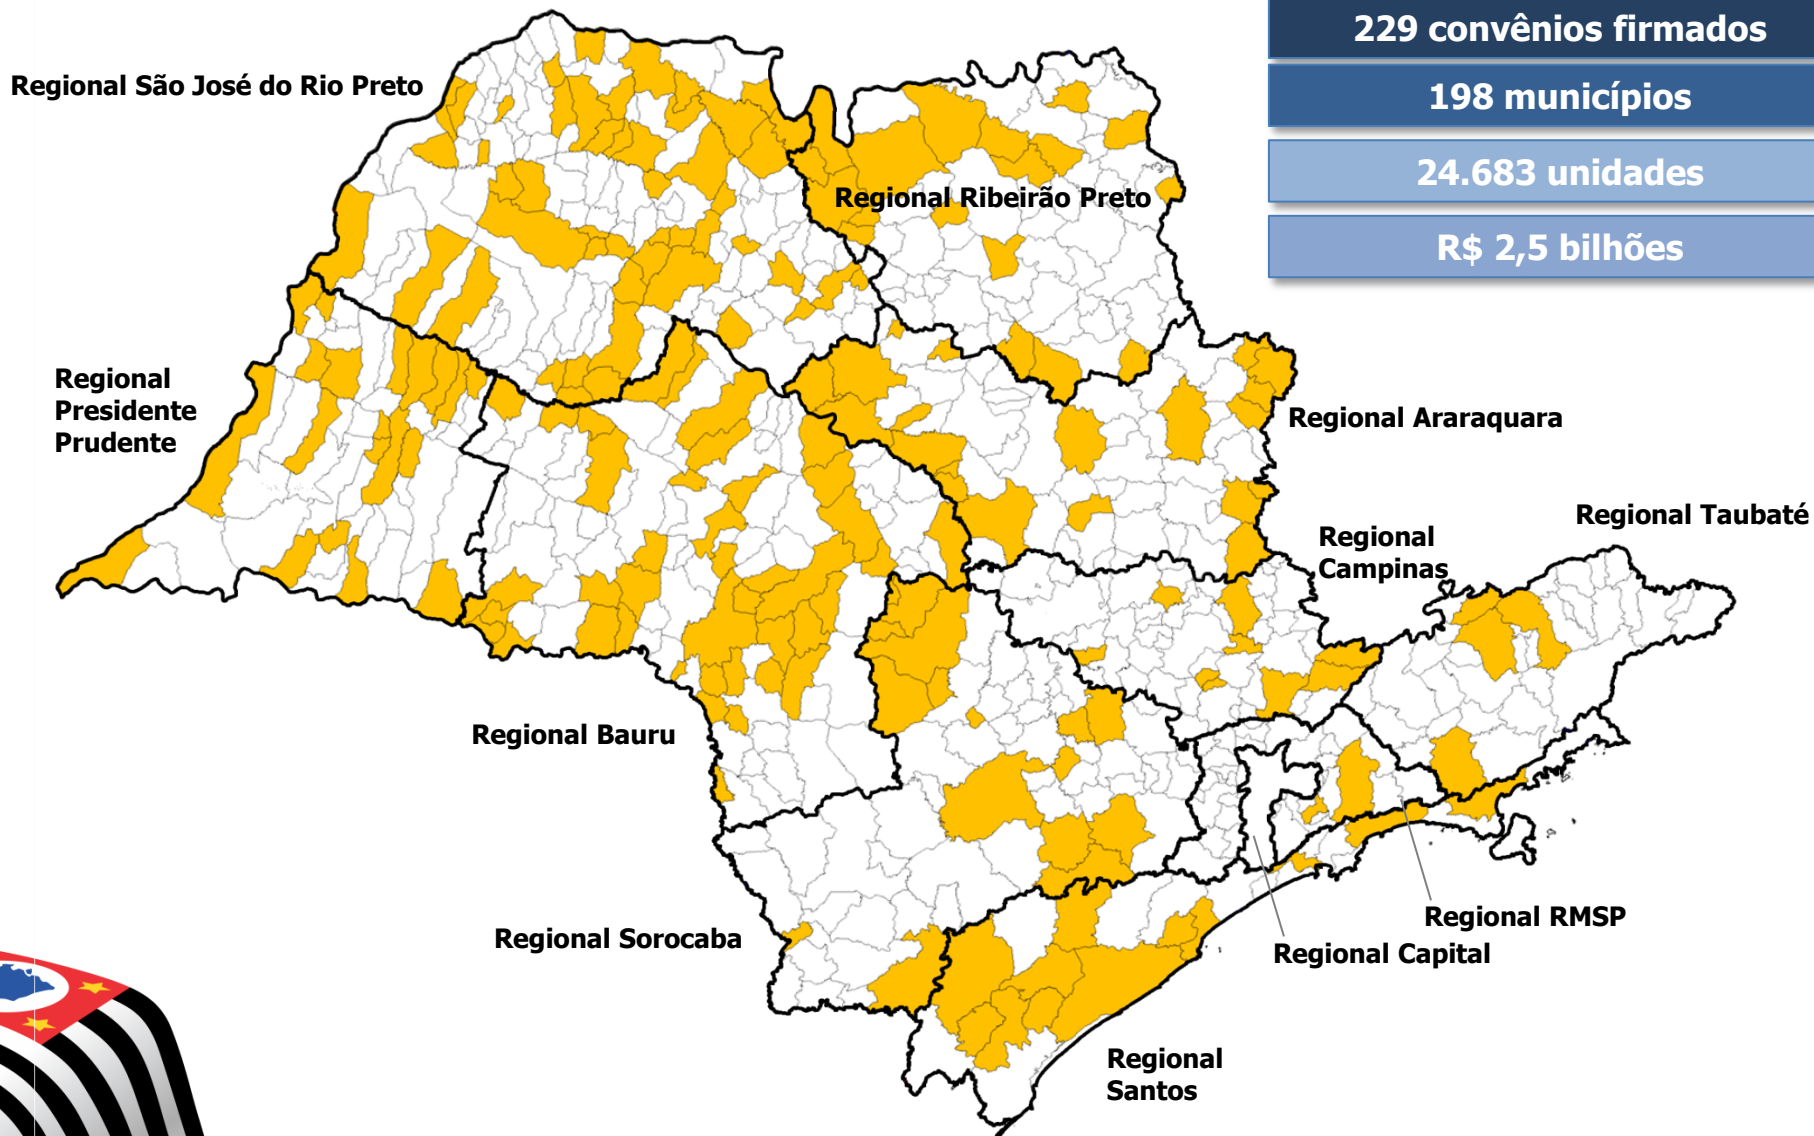 229 convênios firmados
198 municípios
24.683 unidades
R$ 2,5 bilhões
Regional São José do Rio Preto
Regional Ribeirão Preto
Regional
Presidente
Prudente
Regional Araraquara
Regional Taubaté
Regional
Campinas
Regional Bauru
Regional RMSP
Regional Sorocaba
Regional Capital
Regional
Santos